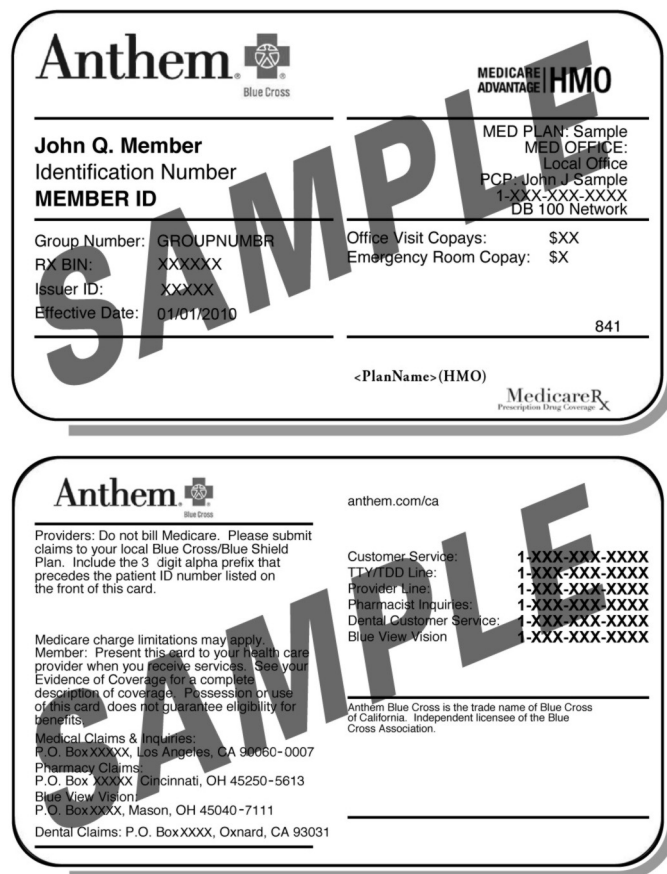 Anthem
Blue Cross
MEDICARE ADVANTAGE | HMO
John Q. Member
Identification Number
MEMBER ID
MED PLAN: Sample
MED OFFICE:
Local Office
PCP: John J Sample
1-XXX-XXX-XXXX
DB 100 Network
Group Number: GROUPNUMBR
RX BIN: XXXXXX
Issuer ID: XXXXX
Effective Date: 01/01/2010
Office Visit Copays: $XX
Emergency Room Copay: $X
841
<PlanName>(HMO)
MedicareRx
Prescription Drug Coverage
SAMPLE
Anthem
Blue Cross
Providers: Do not bill Medicare. Please submit
claims to your local Blue Cross/Blue Shield
Plan. Include the 3 digit alpha prefix that
precedes the patient ID number listed on
the front of this card.
Medicare charge limitations may apply.
Member: Present this card to your health care
provider when you receive services. See your
Evidence of Coverage for a complete
description of coverage. Possession or use
of this card does not guarantee eligibility for
benefits.
Medical Claims & Inquiries:
P.O. Box XXXXX, Los Angeles, CA 90060-0007
Pharmacy Claims:
P.O. Box XXXXX Cincinnati, OH 45250-5613
Blue View Vision:
P.O. Box XXXX, Mason, OH 45040-7111
Dental Claims: P.O. Box XXXX, Oxnard, CA 93031
anthem.com/ca
Customer Service: 1-XXX-XXX-XXXX
TTY/TDD Line: 1-XXX-XXX-XXXX
Provider Line: 1-XXX-XXX-XXXX
Pharmacist Inquiries: 1-XXX-XXX-XXXX
Dental Customer Service: 1-XXX-XXX-XXXX
Blue View Vision 1-XXX-XXX-XXXX
Anthem Blue Cross is the trade name of Blue Cross
of California. Independent licensee of the Blue
Cross Association.
SAMPLE